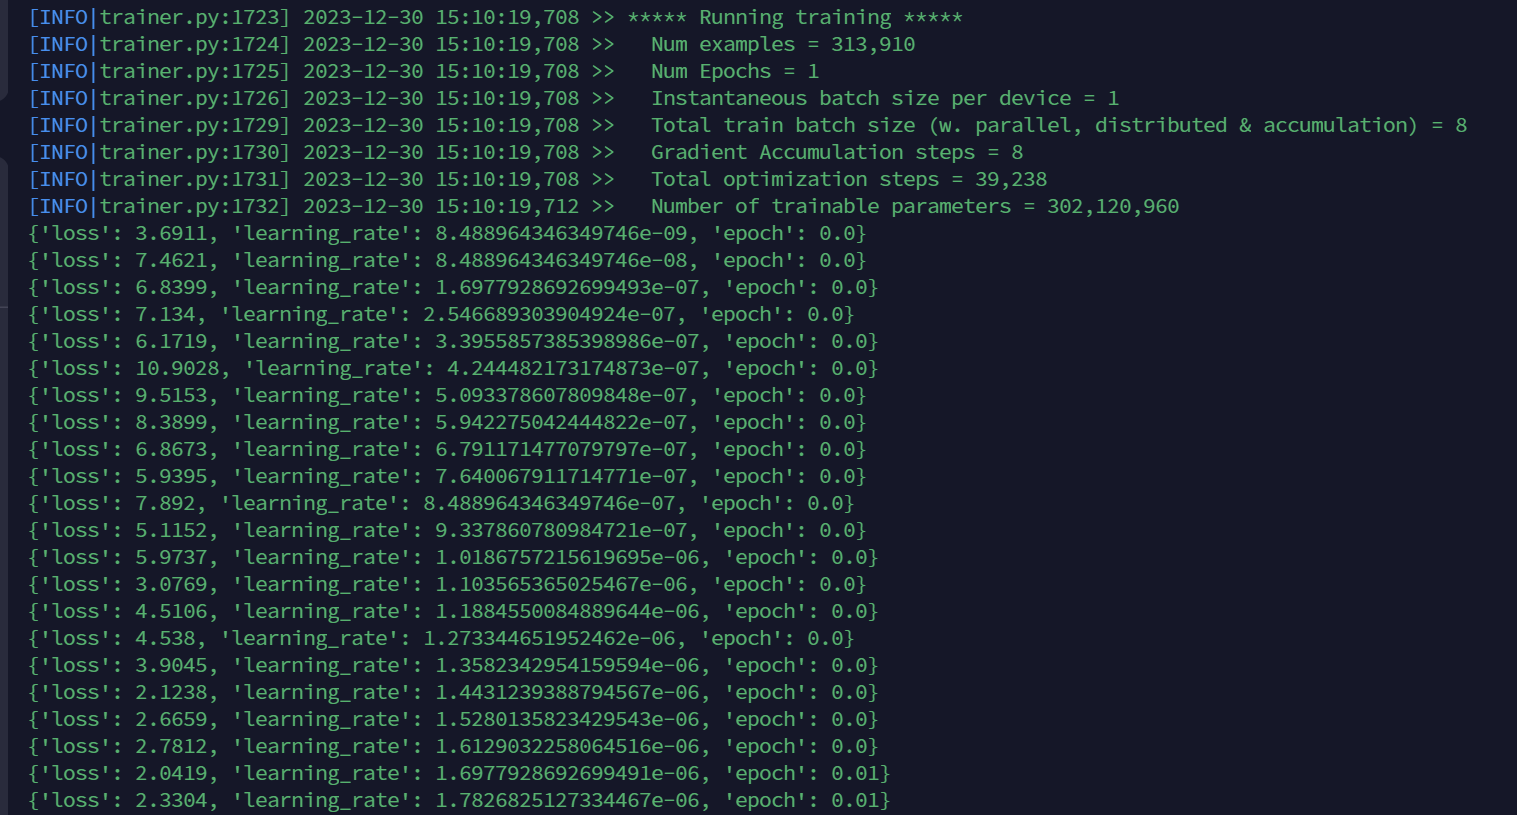 [INFO|trainer.py:1723] 2023-12-30 15:10:19,708 >> ***** Running training *****
[INFO|trainer.py:1724] 2023-12-30 15:10:19,708 >>   Num examples = 313,910
[INFO|trainer.py:1725] 2023-12-30 15:10:19,708 >>   Num Epochs = 1
[INFO|trainer.py:1726] 2023-12-30 15:10:19,708 >>   Instantaneous batch size per device = 1
[INFO|trainer.py:1729] 2023-12-30 15:10:19,708 >>   Total train batch size (w. parallel, distributed & accumulation) = 8
[INFO|trainer.py:1730] 2023-12-30 15:10:19,708 >>   Gradient Accumulation steps = 8
[INFO|trainer.py:1731] 2023-12-30 15:10:19,708 >>   Total optimization steps = 39,238
[INFO|trainer.py:1732] 2023-12-30 15:10:19,712 >>   Number of trainable parameters = 302,120,960
{'loss': 3.6911, 'learning_rate': 8.488964346349746e-09, 'epoch': 0.0}
{'loss': 7.4621, 'learning_rate': 8.488964346349746e-08, 'epoch': 0.0}
{'loss': 6.8399, 'learning_rate': 1.6977928692699493e-07, 'epoch': 0.0}
{'loss': 7.134, 'learning_rate': 2.546689303904924e-07, 'epoch': 0.0}
{'loss': 6.1719, 'learning_rate': 3.3955857385398986e-07, 'epoch': 0.0}
{'loss': 10.9028, 'learning_rate': 4.244482173174873e-07, 'epoch': 0.0}
{'loss': 9.5153, 'learning_rate': 5.093378607809848e-07, 'epoch': 0.0}
{'loss': 8.3899, 'learning_rate': 5.942275042444822e-07, 'epoch': 0.0}
{'loss': 6.8673, 'learning_rate': 6.791171477079797e-07, 'epoch': 0.0}
{'loss': 5.9395, 'learning_rate': 7.640067911714771e-07, 'epoch': 0.0}
{'loss': 7.892, 'learning_rate': 8.488964346349746e-07, 'epoch': 0.0}
{'loss': 5.1152, 'learning_rate': 9.337860780984721e-07, 'epoch': 0.0}
{'loss': 5.9737, 'learning_rate': 1.0186757215619695e-06, 'epoch': 0.0}
{'loss': 3.0769, 'learning_rate': 1.103565365025467e-06, 'epoch': 0.0}
{'loss': 4.5106, 'learning_rate': 1.1884550084889644e-06, 'epoch': 0.0}
{'loss': 4.538, 'learning_rate': 1.273344651952462e-06, 'epoch': 0.0}
{'loss': 3.9045, 'learning_rate': 1.3582342954159594e-06, 'epoch': 0.0}
{'loss': 2.1238, 'learning_rate': 1.4431239388794567e-06, 'epoch': 0.0}
{'loss': 2.6659, 'learning_rate': 1.5280135823429543e-06, 'epoch': 0.0}
{'loss': 2.7812, 'learning_rate': 1.6129032258064516e-06, 'epoch': 0.0}
{'loss': 2.0419, 'learning_rate': 1.6977928692699491e-06, 'epoch': 0.01}
{'loss': 2.3304, 'learning_rate': 1.7826825127334467e-06, 'epoch': 0.01}